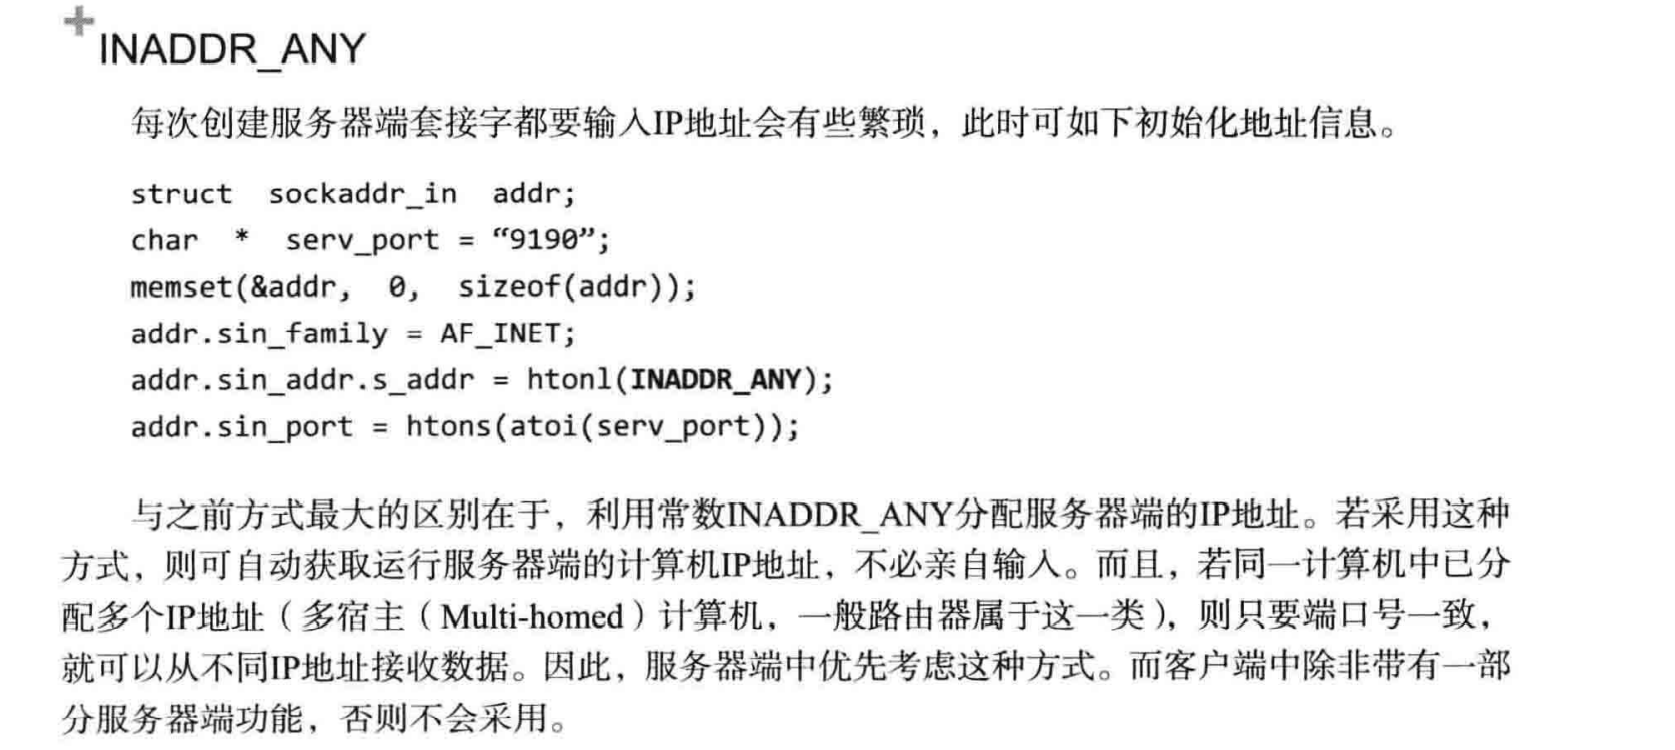 INADDR_ANY
每次创建服务器端套接字都要输入IP地址会有些繁琐，此时可如下初始化地址信息。
struct sockaddr_in addr;
char * serv_port = “9190”;
memset(&addr, 0, sizeof(addr));
addr.sin_family = AF_INET;
addr.sin_addr.s_addr = htonl(INADDR_ANY);
addr.sin_port = htons(atoi(serv_port));
与之前方式最大的区别在于，利用常数INADDR_ANY分配服务器端的IP地址。若采用这种
方式，则可自动获取运行服务器端的计算机IP地址，不必亲自输入。而且，若同一计算机中已分
配多个IP地址（多宿主（Multi-homed）计算机，一般路由器属于这一类），则只要端口号一致，
就可以从不同IP地址接收数据。因此，服务器端中优先考虑这种方式。而客户端中除非带有一部
分服务器端功能，否则不会采用。